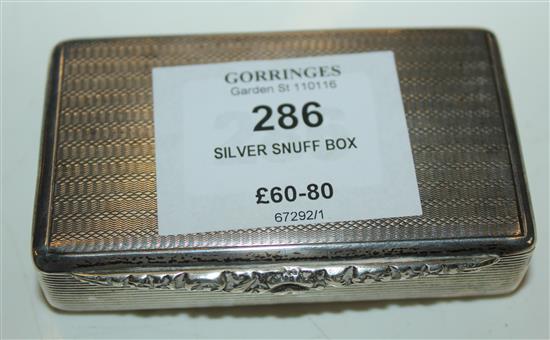 GORRINGES
Garden St 110116
286
SILVER SNUFF BOX
£60-80
67292/1